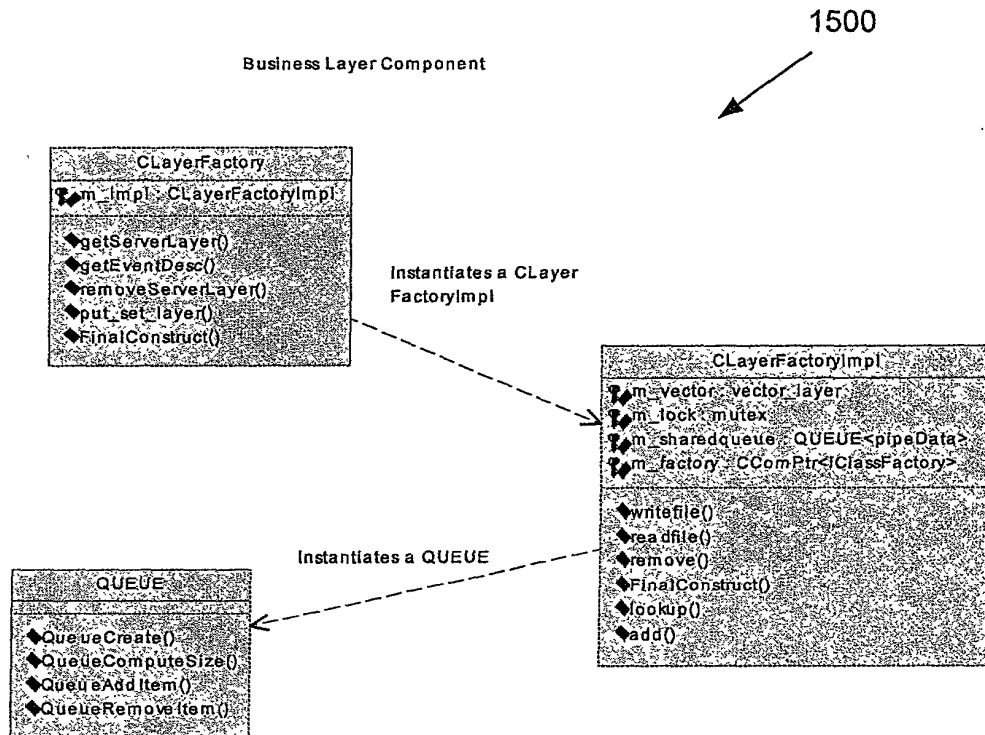 1500
Business Layer Component
CLayerFactory
m_impl : CLayerFactoryImpl
getServerLayer()
getEventDesc()
removeServerLayer()
put_set_layer()
FinalConstruct()
Instantiates a CLayer
FactoryImpl
CLayerFactoryImpl
m_vector : vector_layer
m_lock : mutex
m_sharedqueue : QUEUE<pipeData>
m_factory : CComPtr<IClassFactory>
writefile()
readfile()
remove()
FinalConstruct()
lookup()
add()
Instantiates a QUEUE
QUEUE
QueueCreate()
QueueComputeSize()
QueueAddItem()
QueueRemoveItem()